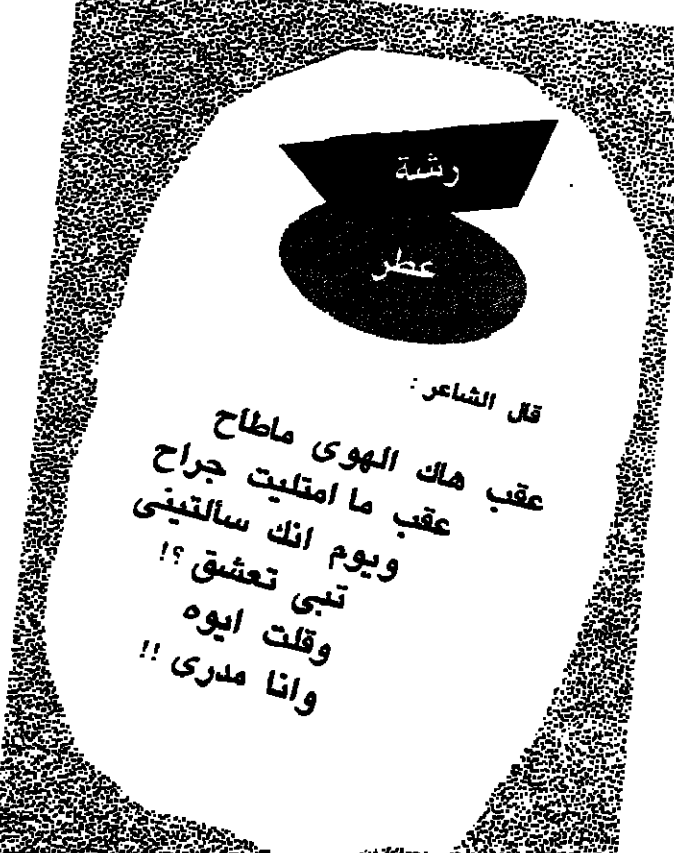 رشة
عطر
قال الشاعر :
عقب هاك الهوى ماطاح
عقب ما امتليت جراح
ويوم انك سألتينى
تبى تعشق ؟!
وقلت ايوه
وانا مدرى !!